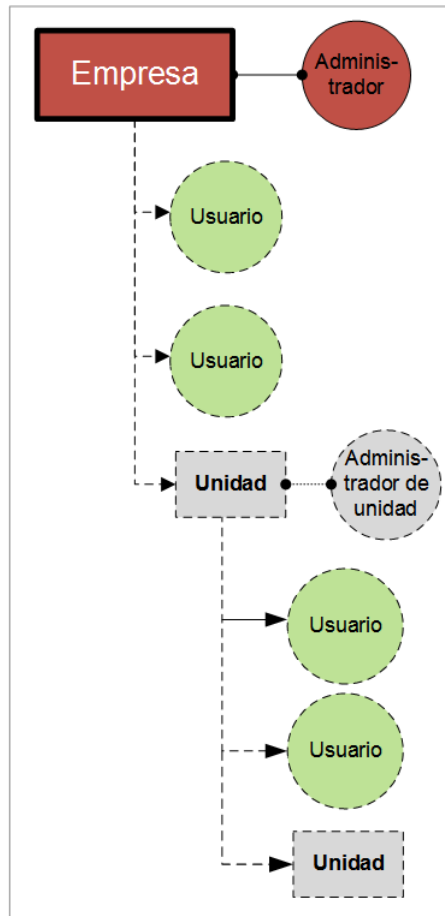 Empresa
Adminis-
trador
Usuario
Usuario
Unidad
Adminis-
trador de
unidad
Usuario
Usuario
Unidad